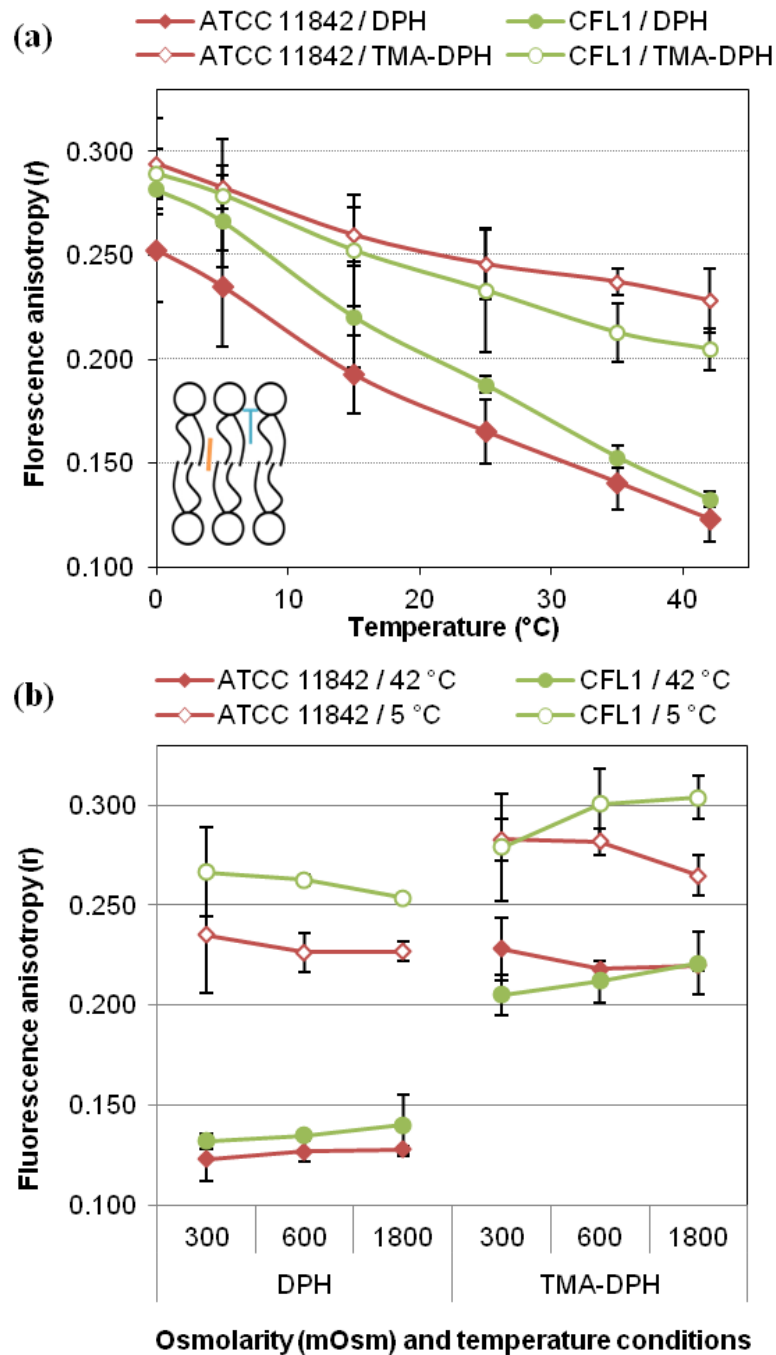 (a)
ATCC 11842 / DPH CFL1 / DPH
ATCC 11842 / TMA-DPH CFL1 / TMA-DPH
Florescence anisotropy (r)
0.300
0.250
0.200
0.150
0.100
0 10 20 30 40
Temperature (°C)
(b)
ATCC 11842 / 42 °C CFL1 / 42 °C
ATCC 11842 / 5 °C CFL1 / 5 °C
Fluorescence anisotropy (r)
0.300
0.250
0.200
0.150
0.100
300 600 1800 300 600 1800
DPH TMA-DPH
Osmolarity (mOsm) and temperature conditions